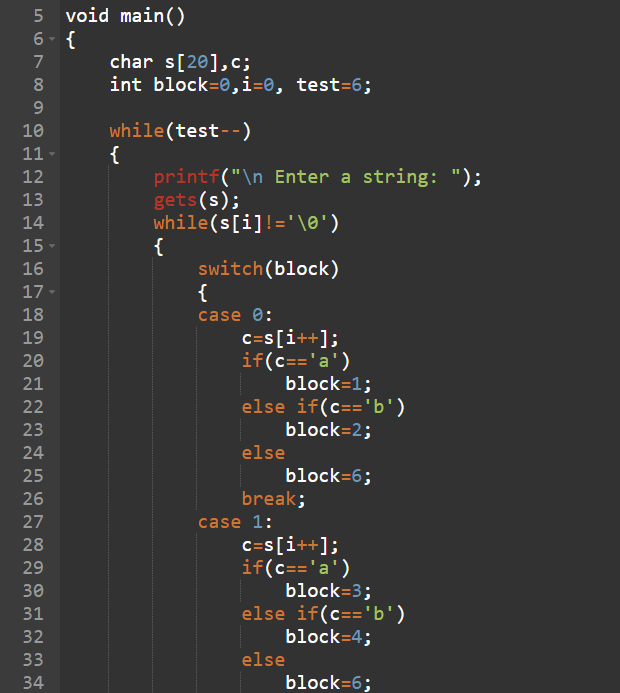 5 void main()
6 {
7 char s[20],c;
8 int block=0,i=0, test=6;
9
10 while(test--)
11 {
12 printf("\n Enter a string: ");
13 gets(s);
14 while(s[i]!='\0')
15 {
16 switch(block)
17 {
18 case 0:
19 c=s[i++];
20 if(c=='a')
21 block=1;
22 else if(c=='b')
23 block=2;
24 else
25 block=6;
26 break;
27 case 1:
28 c=s[i++];
29 if(c=='a')
30 block=3;
31 else if(c=='b')
32 block=4;
33 else
34 block=6;